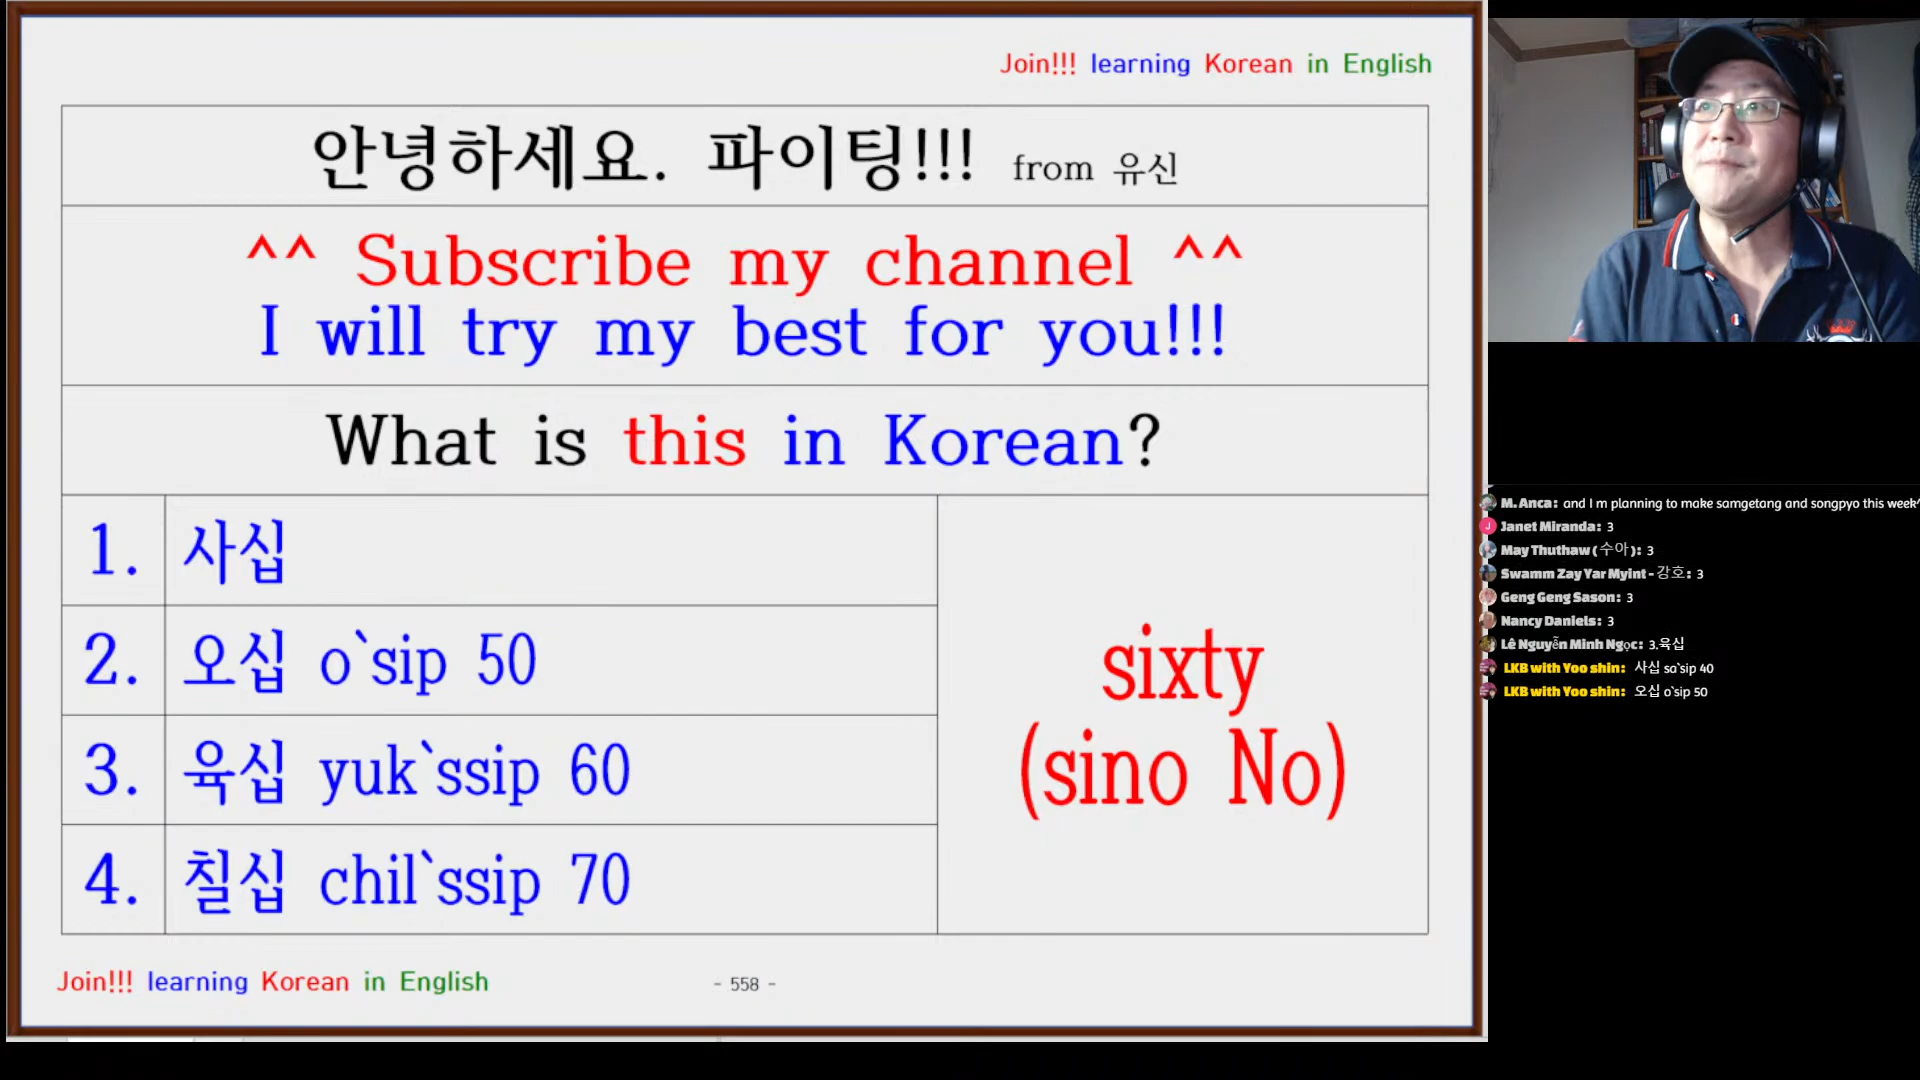 Join!!! learning Korean in English
안녕하세요. 파이팅!!! from 유신
^^ Subscribe my channel ^^
I will try my best for you!!!
What is this in Korean?
1. 사십
2. 오십 o`sip 50
3. 육십 yuk`ssip 60
4. 칠십 chil`ssip 70
sixty
(sino No)
Join!!! learning Korean in English
- 558 -
M. Anca: and I m planning to make samgetang and songpyo this week^
J Janet Miranda: 3
May Thuthaw (수아): 3
Swamm Zay Yar Myint - 강호: 3
Geng Geng Sason: 3
Nancy Daniels: 3
Lê Nguyễn Minh Ngọc: 3.육십
LKB with Yoo shin: 사십 sa`sip 40
LKB with Yoo shin: 오십 o`sip 50